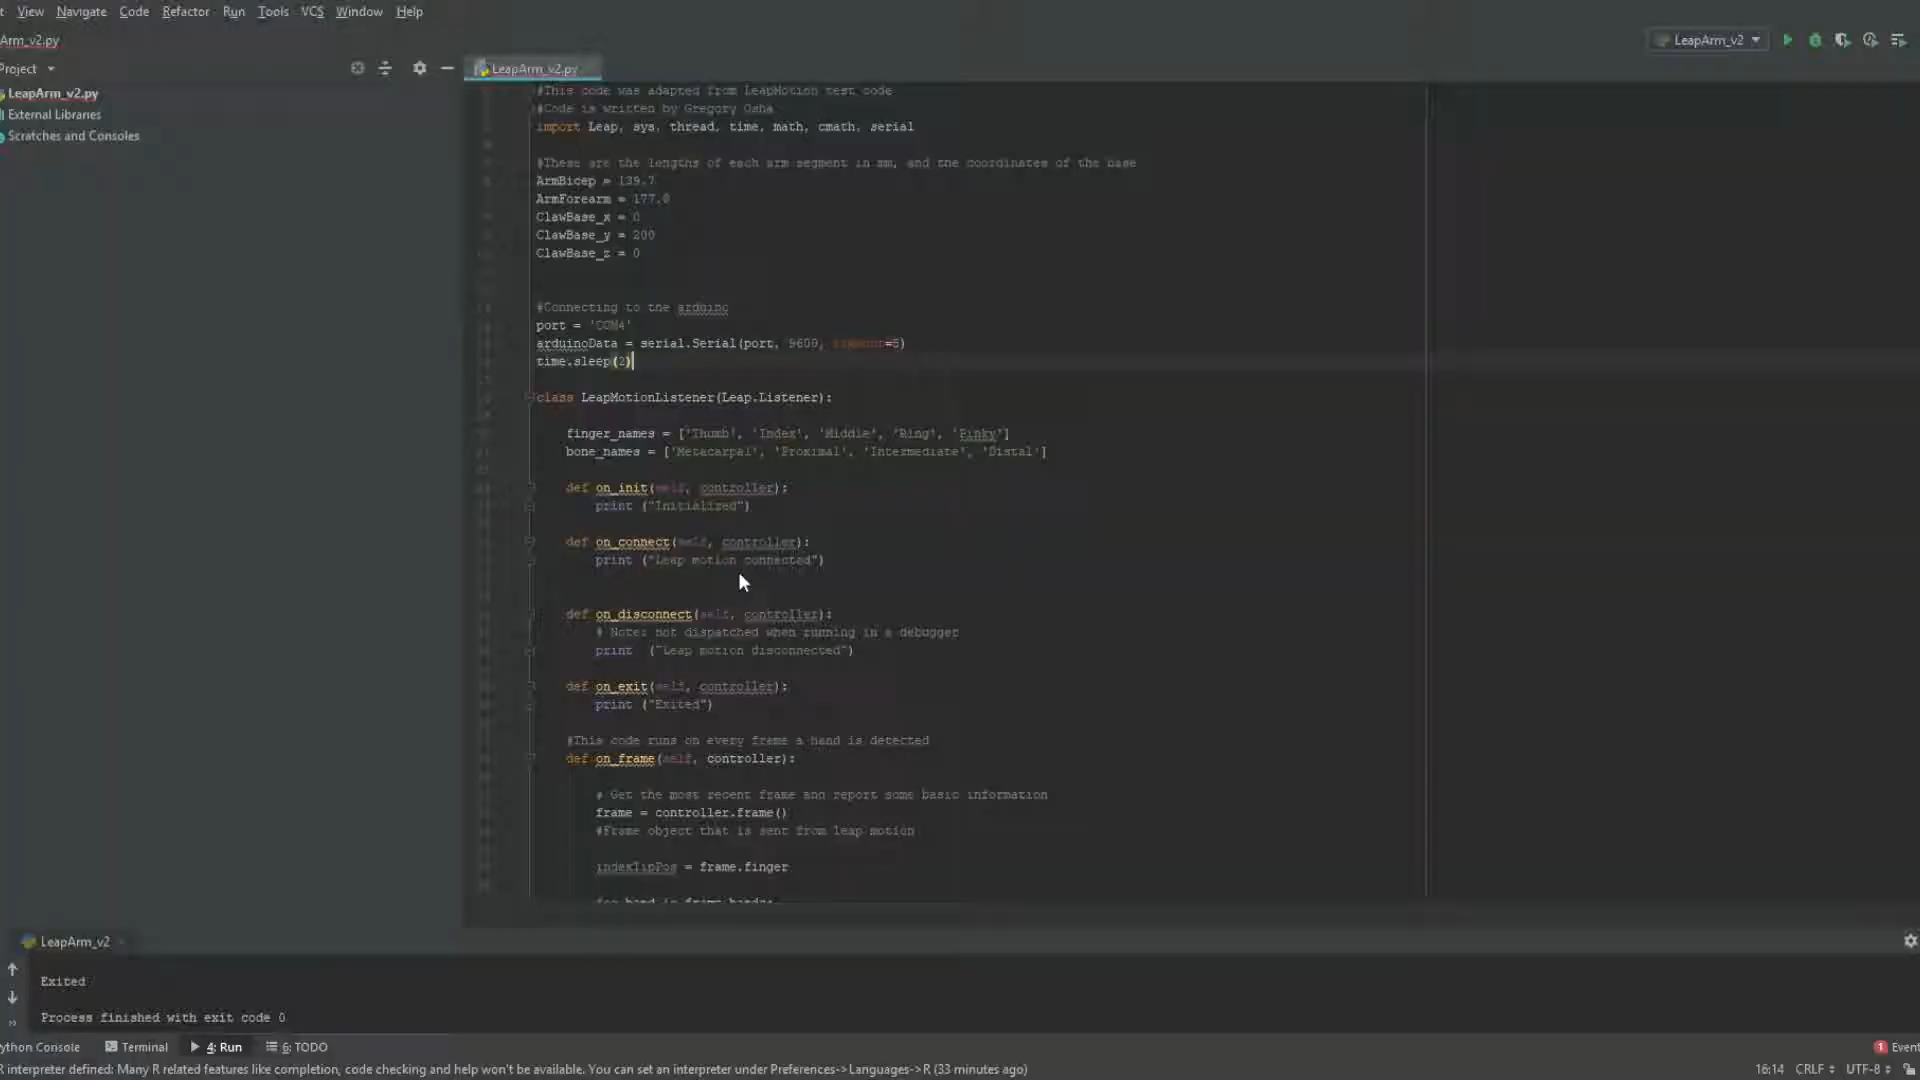 View Navigate Code Refactor Run Tools VCS Window Help
Arm_v2.py
LeapArm_v2
Project
LeapArm_v2.py
LeapArm_v2.py
External Libraries
Scratches and Consoles
#This code was adapted from LeapMotion test code
#Code is written by Gregory Osha
import Leap, sys, thread, time, math, cmath, serial
#These are the lengths of each arm segment in mm, and the coordinates of the base
ArmBicep = 139.7
ArmForearm = 177.8
ClawBase_x = 0
ClawBase_y = 200
ClawBase_z = 0
#Connecting to the arduino
port = 'COM4'
arduinoData = serial.Serial(port, 9600, timeout=5)
time.sleep(2)
class LeapMotionListener(Leap.Listener):
finger_names = ['Thumb', 'Index', 'Middle', 'Ring', 'Pinky']
bone_names = ['Metacarpal', 'Proximal', 'Intermediate', 'Distal']
def on_init(self, controller):
print ("Initialized")
def on_connect(self, controller):
print ("Leap motion connected")
def on_disconnect(self, controller):
# Note: not dispatched when running in a debugger
print  ("Leap motion disconnected")
def on_exit(self, controller):
print ("Exited")
#This code runs on every frame a hand is detected
def on_frame(self, controller):
# Get the most recent frame and report some basic information
frame = controller.frame()
#Frame object that is sent from leap motion
indexTipPos = frame.finger
for hand in frame.hands:
LeapArm_v2
Exited
Process finished with exit code 0
ython Console Terminal 4: Run 6: TODO
1 Event
R interpreter defined: Many R related features like completion, code checking and help won't be available. You can set an interpreter under Preferences->Languages->R (33 minutes ago)
16:14 CRLF UTF-8